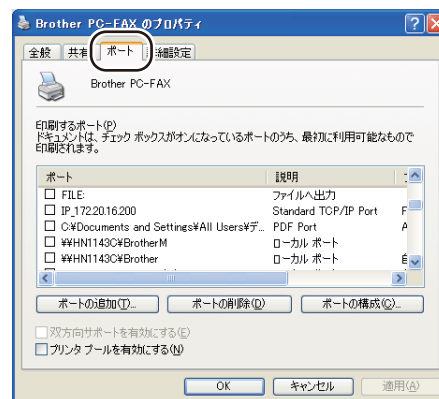 Brother PC-FAX のプロパティ
全般 共有 ポート 詳細設定
Brother PC-FAX
印刷するポート(P)
ドキュメントは、チェック ボックスがオンになっているポートのうち、最初に利用可能なもので
印刷されます。
ポート 説明
FILE: ファイルへ出力
IP_172.20.16.200 Standard TCP/IP Port
C:¥Documents and Settings¥All Users¥デ... PDF Port
¥¥HN1143C¥BrotherM ローカル ポート
¥¥HN1143C¥Brother ローカル ポート
ポートの追加(T)... ポートの削除(D) ポートの構成(C)...
双方向サポートを有効にする(E)
プリンタ プールを有効にする(N)
OK キャンセル 適用(A)